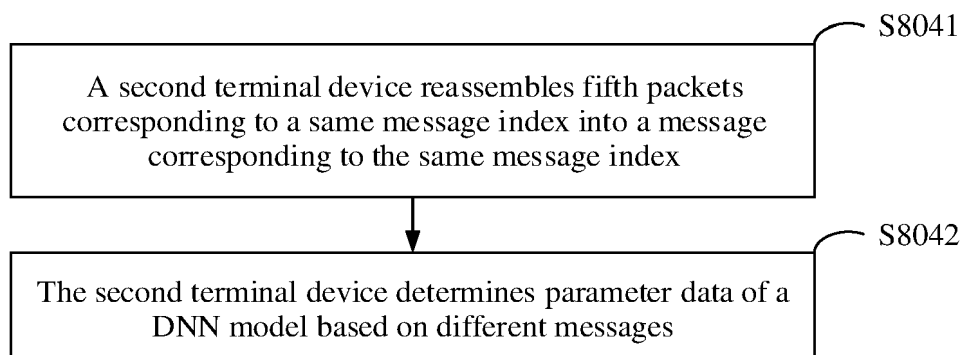 S8041
A second terminal device reassembles fifth packets
corresponding to a same message index into a message
corresponding to the same message index
S8042
The second terminal device determines parameter data of a
DNN model based on different messages